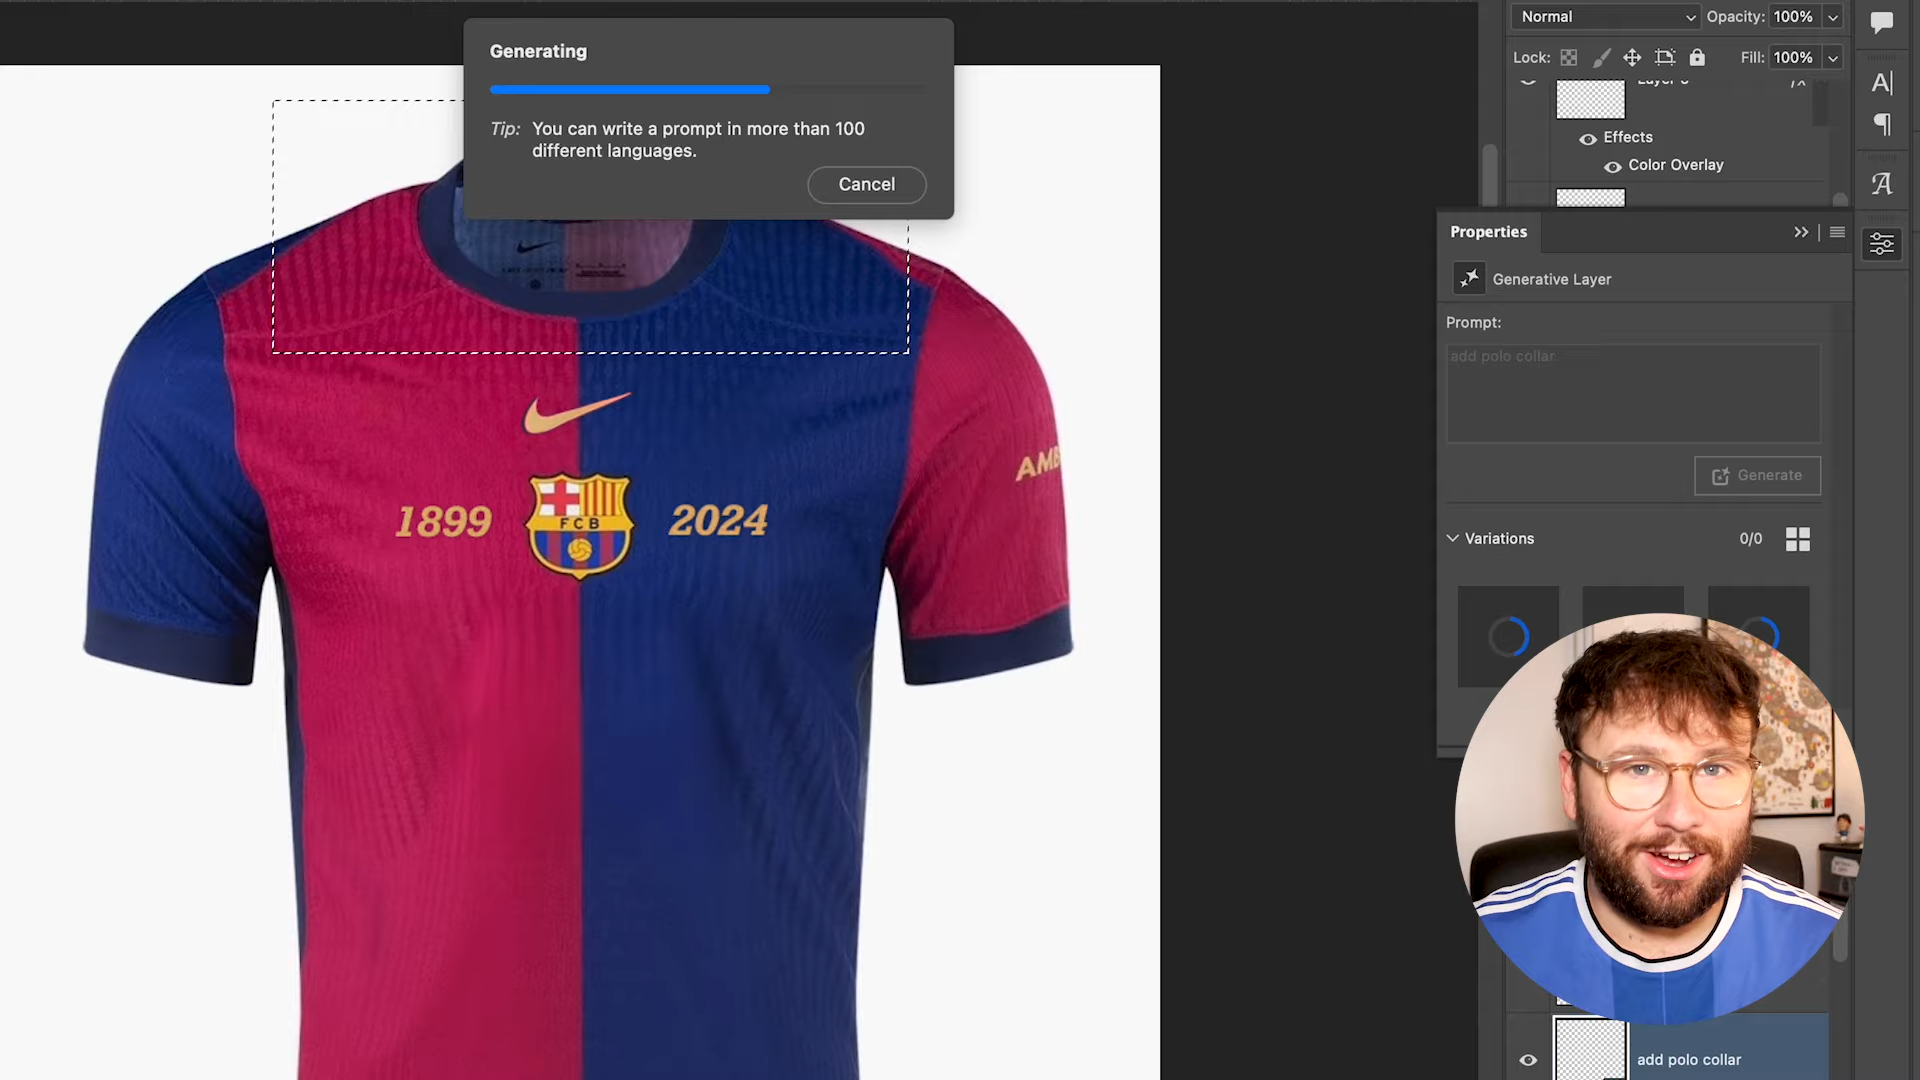 Generating
Tip: You can write a prompt in more than 100
different languages.
Cancel
Normal
Opacity: 100%
Lock:
Fill: 100%
Effects
Color Overlay
Properties
Generative Layer
Prompt:
add polo collar
Generate
Variations
0/0
1899
FCB
2024
AMB
add polo collar